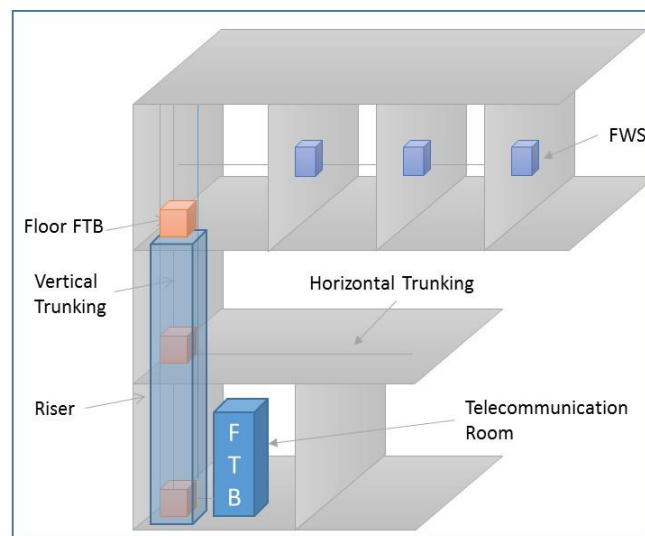 FWS
Floor FTB
Vertical
Trunking
Horizontal Trunking
Riser
Telecommunication
Room
F
T
B